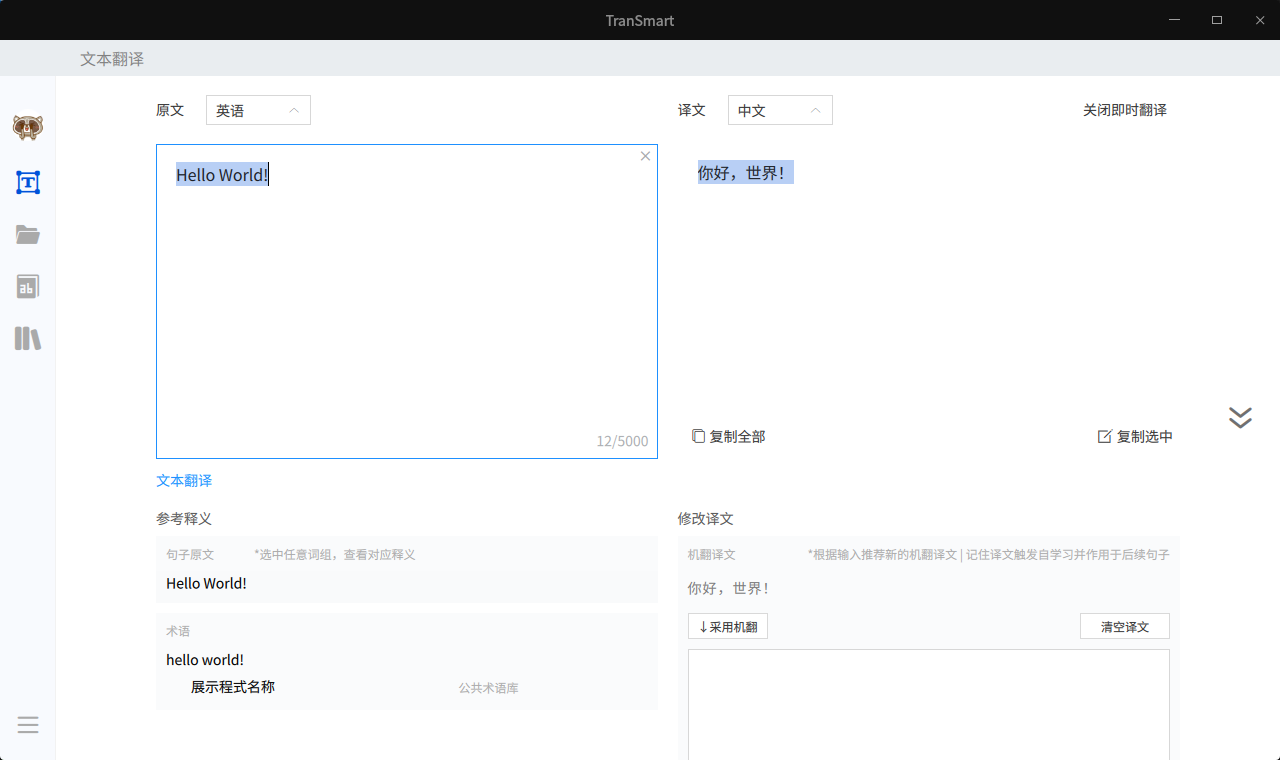 TranSmart
文本翻译
原文 英语
译文 中文 关闭即时翻译
Hello World!
你好，世界！
12/5000
复制全部 复制选中
文本翻译
参考释义
句子原文 *选中任意词组，查看对应释义
Hello World!
术语
hello world!
展示程式名称 公共术语库
修改译文
机翻译文 *根据输入推荐新的机翻译文 | 记住译文触发自学习并作用于后续句子
你好，世界！
↓采用机翻 清空译文